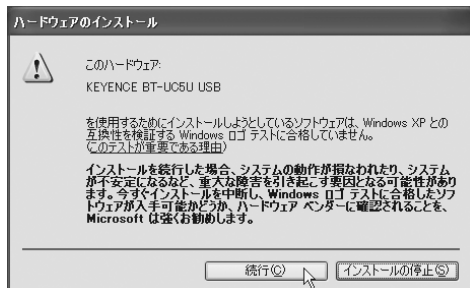 ハードウェアのインストール
このハードウェア:
KEYENCE BT-UC5U USB
を使用するためにインストールしようとしているソフトウェアは、Windows XP との
互換性を検証する Windows ロゴ テストに合格していません。
(このテストが重要である理由)
インストールを続行した場合、システムの動作が損なわれたり、システム
が不安定になるなど、重大な障害を引き起こす要因となる可能性があり
ます。今すぐインストールを中断し、Windows ロゴ テストに合格したソフ
トウェアが入手可能かどうか、ハードウェア ベンダーに確認されることを、
Microsoft は強くお勧めします。
続行(C) インストールの停止(S)